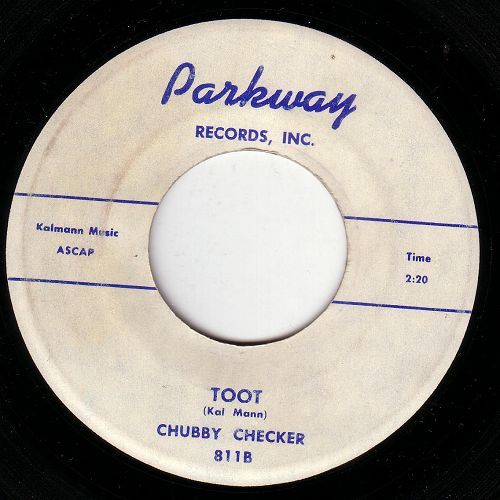 Parkway
RECORDS, INC.
Kalmann Music
ASCAP
Time
2:20
TOOT
(Kal Mann)
CHUBBY CHECKER
811B